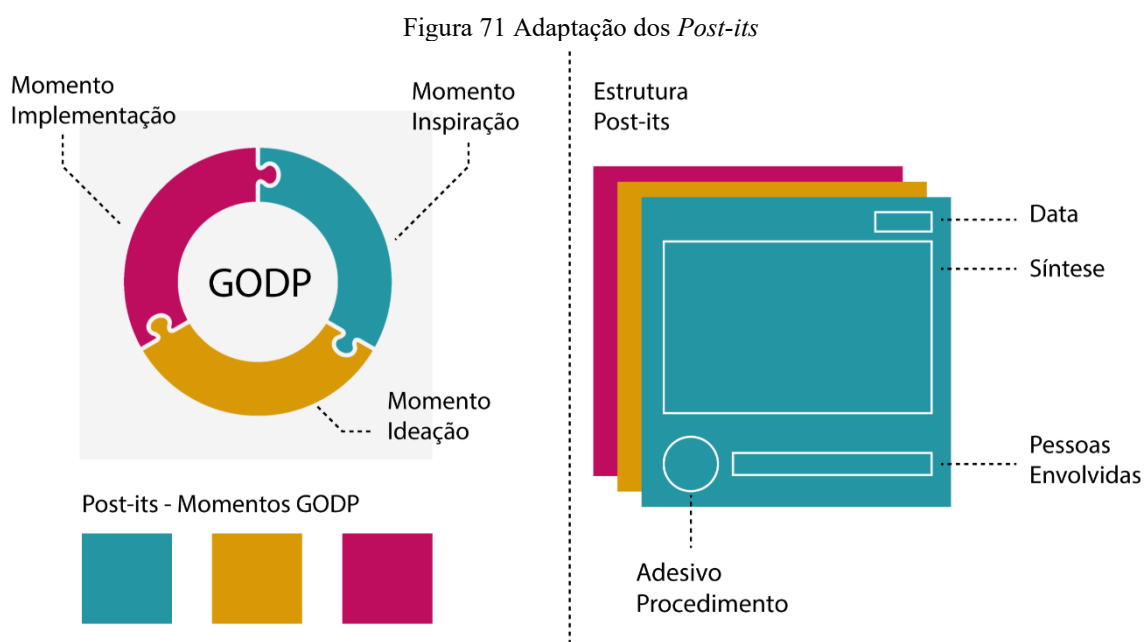 Figura 71 Adaptação dos Post-its
Momento
Implementação
Momento
Inspiração
GODP
Momento
Ideação
Post-its - Momentos GODP
Estrutura
Post-its
Data
Síntese
Pessoas
Envolvidas
Adesivo
Procedimento